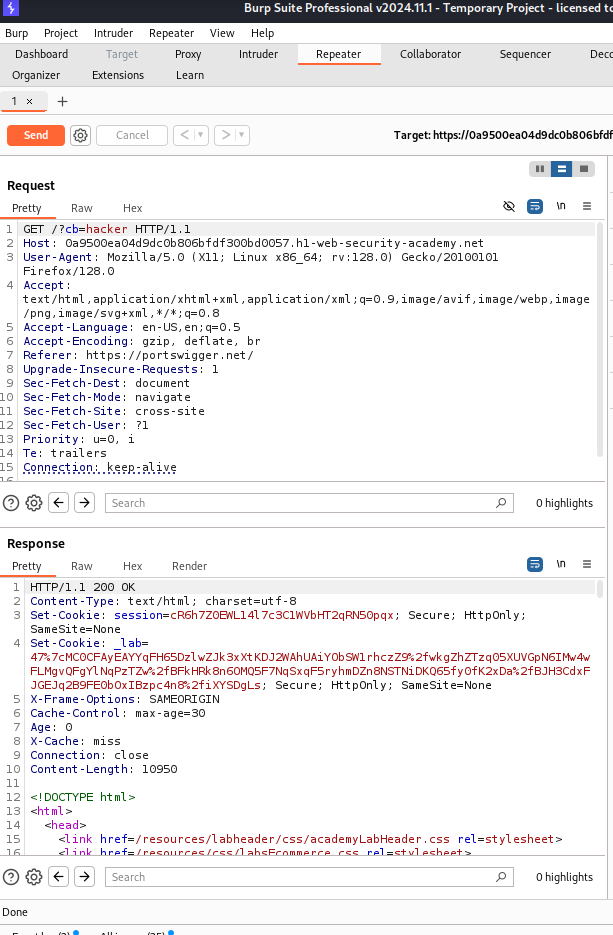 Burp Suite Professional v2024.11.1 - Temporary Project - licensed to
Burp Project Intruder Repeater View Help
Dashboard Target Proxy Intruder Repeater Collaborator Sequencer
Organizer Extensions Learn
1 × +
Send Cancel < > Target: https://0a9500ea04d9dc0b806bfdf
Request
Pretty Raw Hex \n
1 GET /?cb=hacker HTTP/1.1
2 Host: 0a9500ea04d9dc0b806bfdf300bd0057.h1-web-security-academy.net
3 User-Agent: Mozilla/5.0 (X11; Linux x86_64; rv:128.0) Gecko/20100101
Firefox/128.0
4 Accept:
text/html,application/xhtml+xml,application/xml;q=0.9,image/avif,image/webp,image
/png,image/svg+xml,*/*;q=0.8
5 Accept-Language: en-US,en;q=0.5
6 Accept-Encoding: gzip, deflate, br
7 Referer: https://portswigger.net/
8 Upgrade-Insecure-Requests: 1
9 Sec-Fetch-Dest: document
10 Sec-Fetch-Mode: navigate
11 Sec-Fetch-Site: cross-site
12 Sec-Fetch-User: ?1
13 Priority: u=0, i
14 Te: trailers
15 Connection: keep-alive
Search 0 highlights
Response
Pretty Raw Hex Render \n
1 HTTP/1.1 200 OK
2 Content-Type: text/html; charset=utf-8
3 Set-Cookie: session=cR6h7Z0EWL14l7c3C1WVbHT2qRN50pqx; Secure; HttpOnly;
SameSite=None
4 Set-Cookie: _lab=
47%7cMC0CFAyEAYYqFH65DzlwZJk3xXtKDJ2WAhUAiYObSW1rhczZ9%2fwkgZhZTzq05XUVGpN6IMw4w
FLMgvQFgYlNqPzTZw%2fBFkHRk8n6OMQ5F7NqSxqF5ryhmDZn8NSTNiDKQ65fy0fK2xDa%2fBJH3CdxF
JGEJq2B9FE0bOxIBzpc4n8%2fiXYSDgLs; Secure; HttpOnly; SameSite=None
5 X-Frame-Options: SAMEORIGIN
6 Cache-Control: max-age=30
7 Age: 0
8 X-Cache: miss
9 Connection: close
10 Content-Length: 10950
11
12 <!DOCTYPE html>
13 <html>
14 <head>
15 <link href=/resources/labheader/css/academyLabHeader.css rel=stylesheet>
16 <link href=/resources/css/labsEcommerce.css rel=stylesheet>
Search 0 highlights
Done